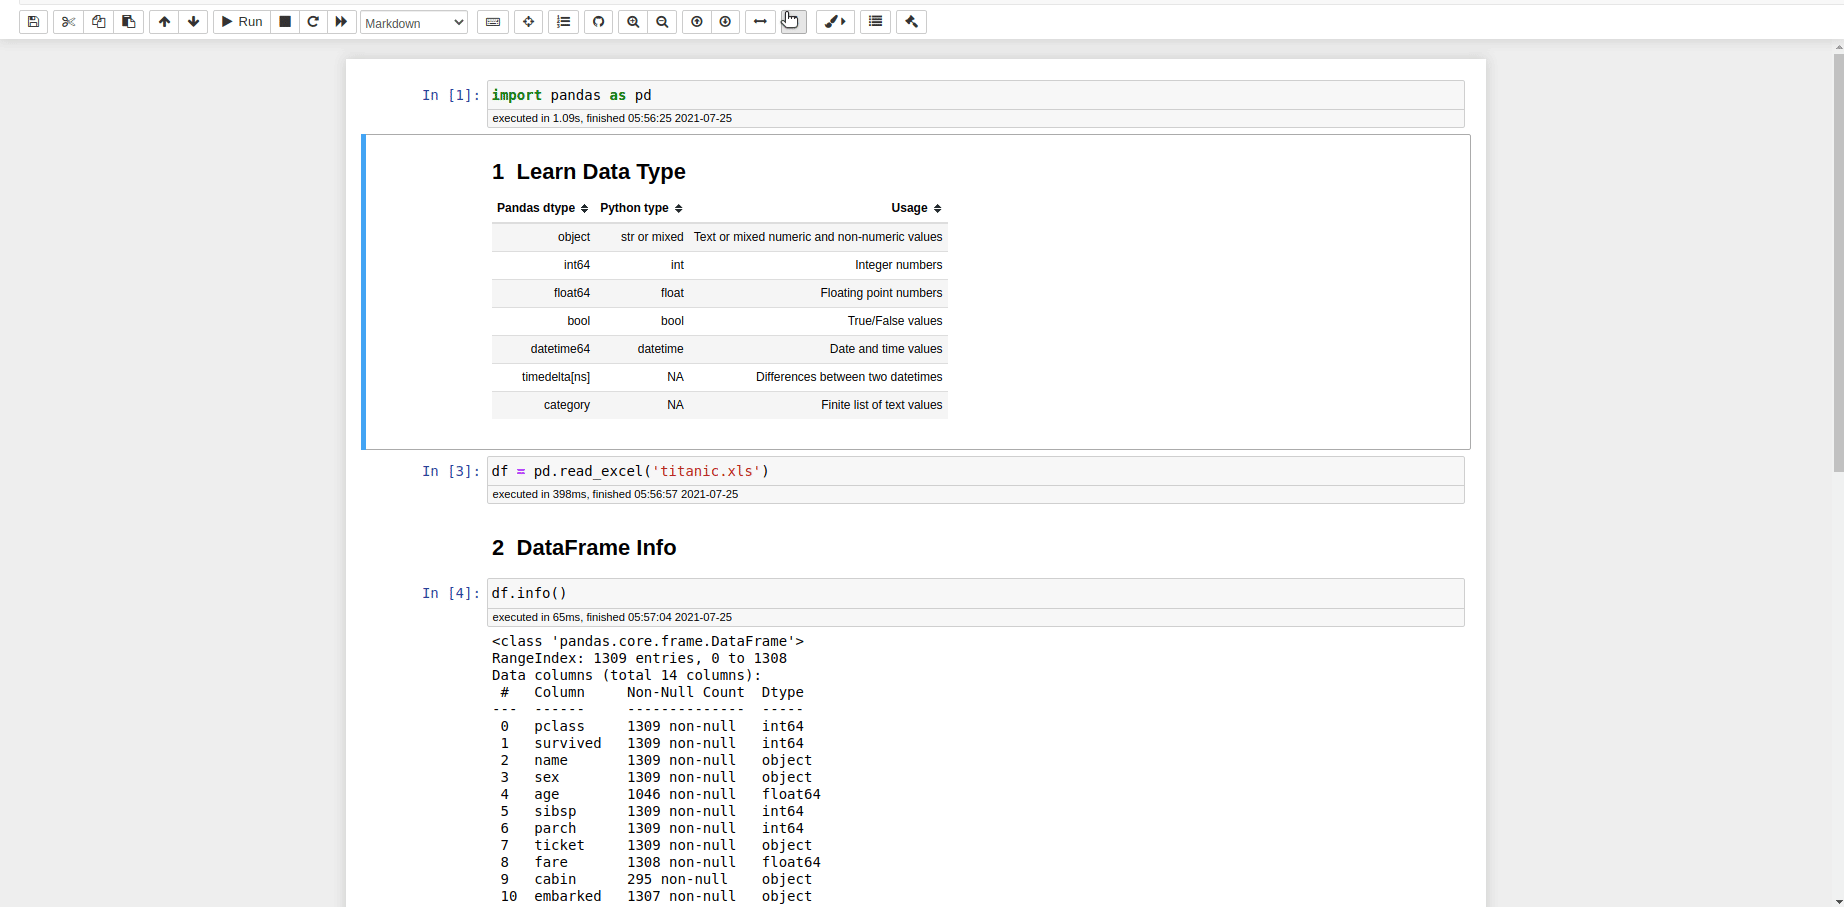 Run Markdown
In [1]: import pandas as pd
executed in 1.09s, finished 05:56:25 2021-07-25
1 Learn Data Type
Pandas dtype Python type Usage
object str or mixed Text or mixed numeric and non-numeric values
int64 int Integer numbers
float64 float Floating point numbers
bool bool True/False values
datetime64 datetime Date and time values
timedelta[ns] NA Differences between two datetimes
category NA Finite list of text values
In [3]: df = pd.read_excel('titanic.xls')
executed in 398ms, finished 05:56:57 2021-07-25
2 DataFrame Info
In [4]: df.info()
executed in 65ms, finished 05:57:04 2021-07-25
<class 'pandas.core.frame.DataFrame'>
RangeIndex: 1309 entries, 0 to 1308
Data columns (total 14 columns):
 #   Column     Non-Null Count  Dtype
---  ------     --------------  -----
 0   pclass     1309 non-null   int64
 1   survived   1309 non-null   int64
 2   name       1309 non-null   object
 3   sex        1309 non-null   object
 4   age        1046 non-null   float64
 5   sibsp      1309 non-null   int64
 6   parch      1309 non-null   int64
 7   ticket     1309 non-null   object
 8   fare       1308 non-null   float64
 9   cabin      295 non-null    object
 10  embarked   1307 non-null   object